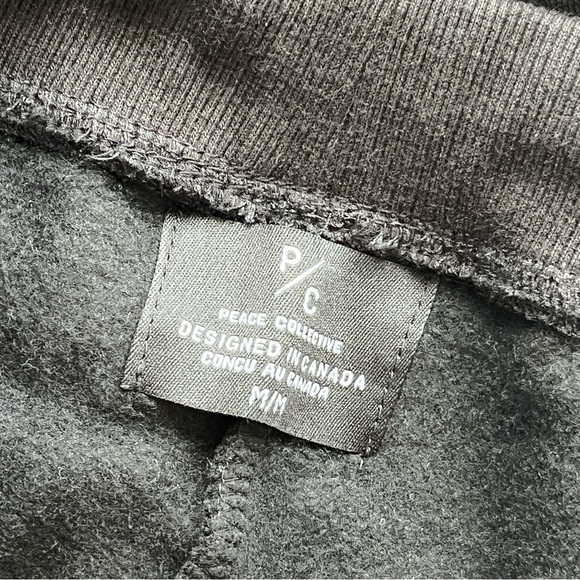 P/C
PEACE COLLECTIVE
DESIGNED IN CANADA
CONCU AU CANADA
M/M